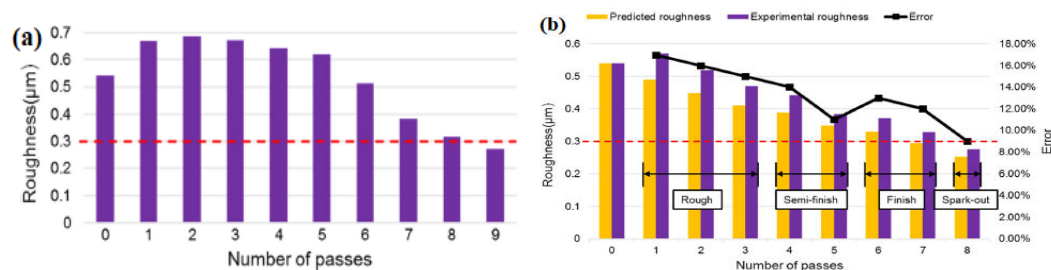 (a)
0.7
0.6
0.5
0.4
0.3
0.2
0.1
0
Roughness(μm)
0 1 2 3 4 5 6 7 8 9
Number of passes
(b)
Predicted roughness Experimental roughness Error
0.6
0.5
0.4
0.3
0.2
0.1
0
Roughness(μm)
18.00%
16.00%
14.00%
12.00%
10.00%
8.00%
6.00%
4.00%
2.00%
0.00%
Error
Rough Semi-finish Finish Spark-out
0 1 2 3 4 5 6 7 8
Number of passes